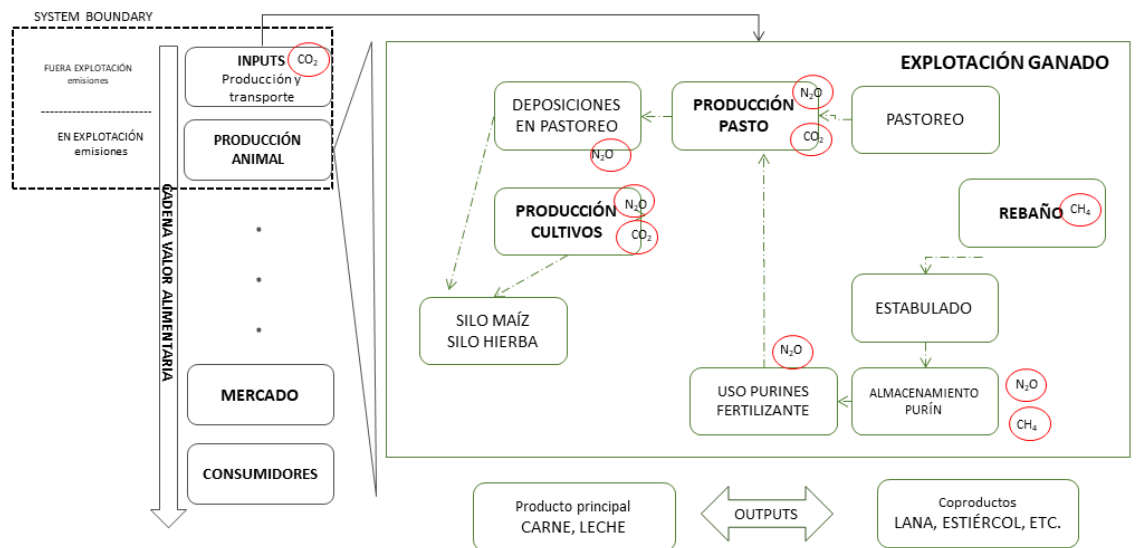 SYSTEM BOUNDARY
FUERA EXPLOTACIÓN
emisiones
EN EXPLOTACIÓN
emisiones
CADENA VALOR ALIMENTARIA
INPUTS
CO₂
Producción y
transporte
PRODUCCIÓN
ANIMAL
MERCADO
CONSUMIDORES
EXPLOTACIÓN GANADO
DEPOSICIONES
EN PASTOREO
N₂O
PRODUCCIÓN
PASTO
N₂O
CO₂
PASTOREO
PRODUCCIÓN
CULTIVOS
N₂O
CO₂
REBAÑO
CH₄
ESTABULADO
SILO MAÍZ
SILO HIERBA
N₂O
USO PURINES
FERTILIZANTE
ALMACENAMIENTO
PURÍN
N₂O
CH₄
Producto principal
CARNE, LECHE
OUTPUTS
Coproductos
LANA, ESTIÉRCOL, ETC.